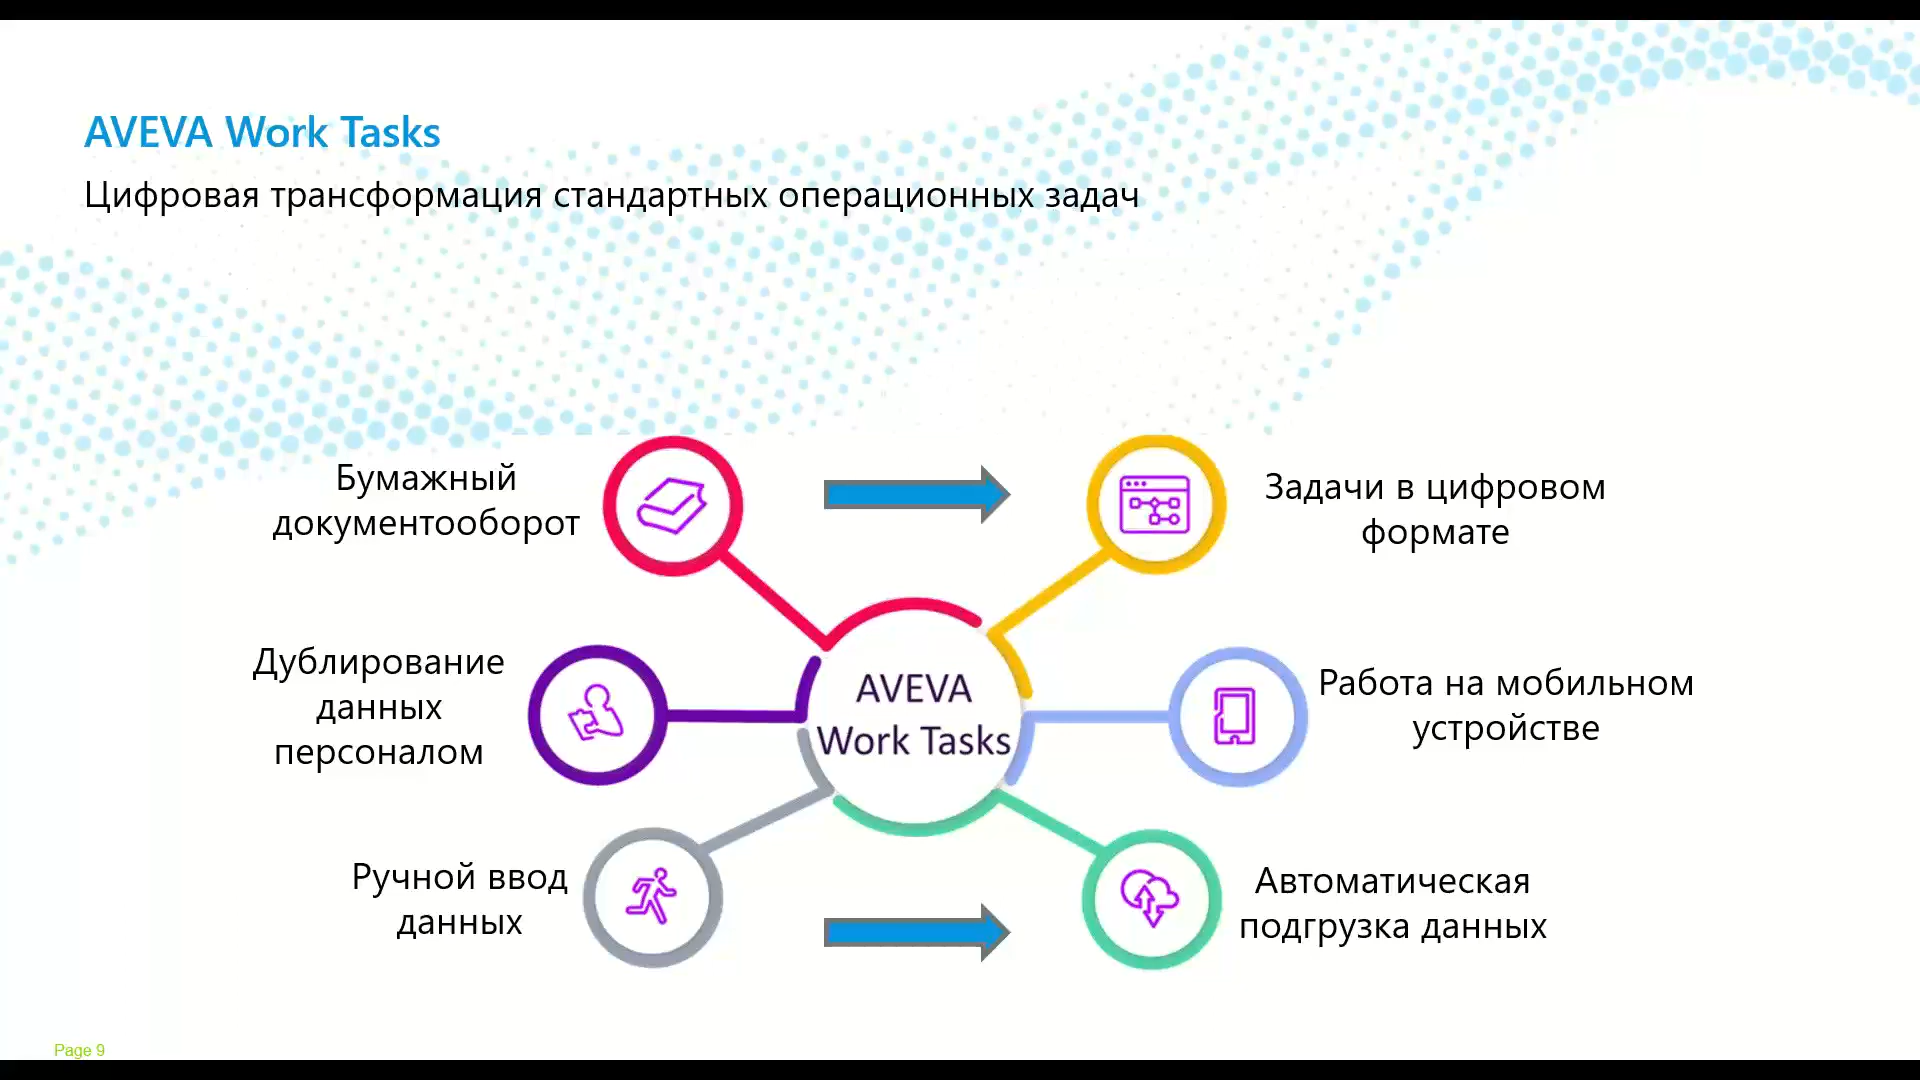 AVEVA Work Tasks
Цифровая трансформация стандартных операционных задач
Бумажный
документооборот
Задачи в цифровом
формате
Дублирование
данных
персоналом
AVEVA
Work Tasks
Работа на мобильном
устройстве
Ручной ввод
данных
Автоматическая
подгрузка данных
Page 9